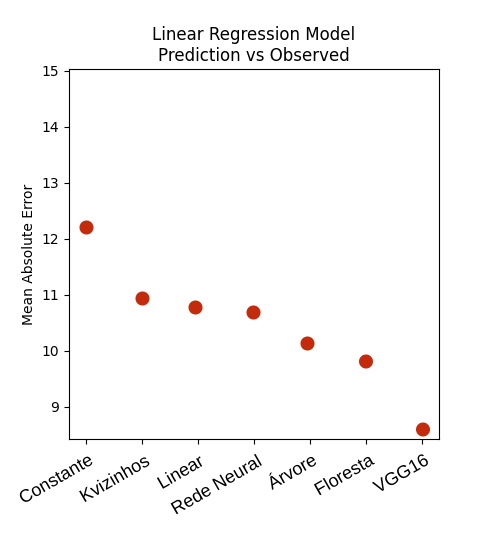 Linear Regression Model
Prediction vs Observed
Mean Absolute Error
15
14
13
12
11
10
9
Constante
Kvizinhos
Linear
Rede Neural
Árvore
Floresta
VGG16